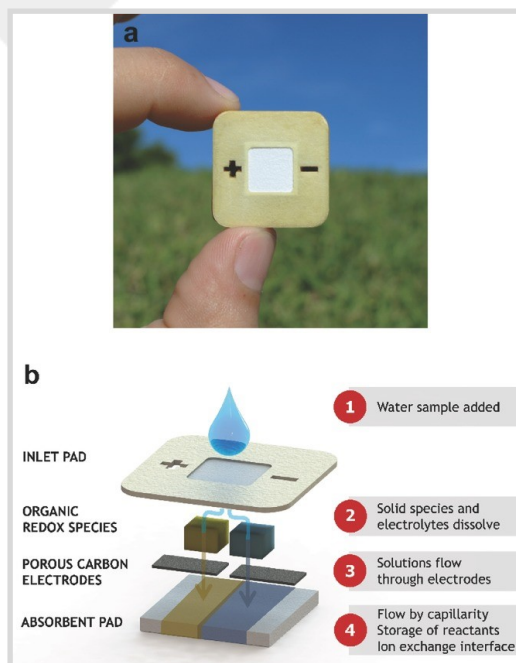 a
+ −
b
1 Water sample added
INLET PAD
+ −
ORGANIC
REDOX SPECIES
2 Solid species and
electrolytes dissolve
POROUS CARBON
ELECTRODES
3 Solutions flow
through electrodes
ABSORBENT PAD
4 Flow by capillarity
Storage of reactants
Ion exchange interface